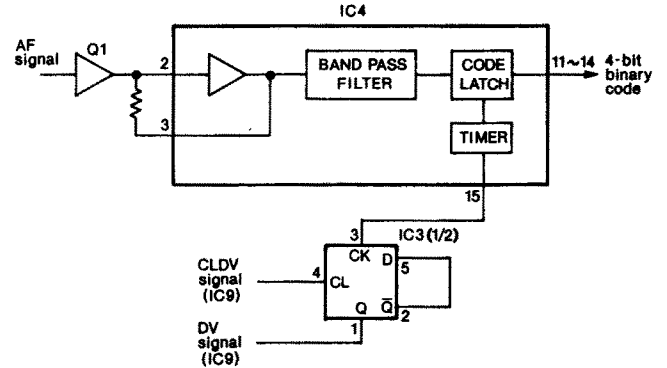 IC4
AF
signal
Q1
2
3
BAND PASS
FILTER
CODE
LATCH
TIMER
11~14
4-bit
binary
code
15
3
IC3(1/2)
CK
D
5
CLDV
signal
(IC9)
4
CL
Q
Q̅
2
1
DV
signal
(IC9)